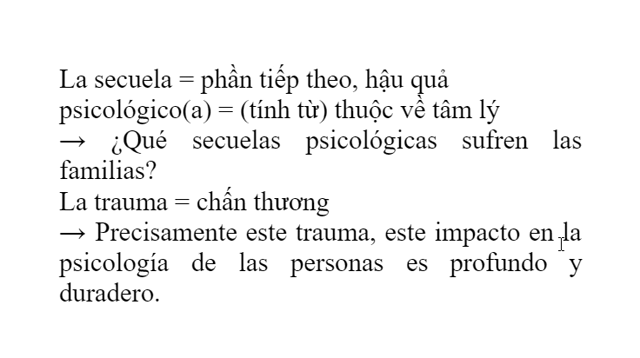 La secuela = phần tiếp theo, hậu quả
psicológico(a) = (tính từ) thuộc về tâm lý
→ ¿Qué secuelas psicológicas sufren las
familias?
La trauma = chấn thương
→ Precisamente este trauma, este impacto en la
psicología de las personas es profundo y
duradero.